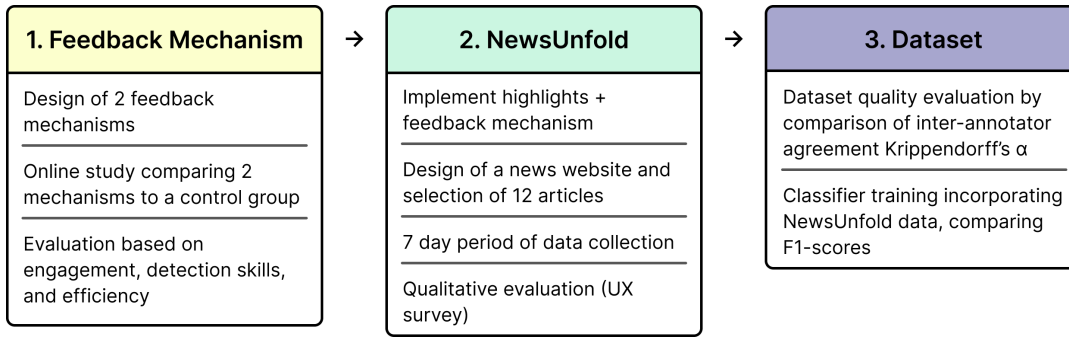 1. Feedback Mechanism
Design of 2 feedback
mechanisms
Online study comparing 2
mechanisms to a control group
Evaluation based on
engagement, detection skills,
and efficiency
→
2. NewsUnfold
Implement highlights +
feedback mechanism
Design of a news website and
selection of 12 articles
7 day period of data collection
Qualitative evaluation (UX
survey)
→
3. Dataset
Dataset quality evaluation by
comparison of inter-annotator
agreement Krippendorff’s α
Classifier training incorporating
NewsUnfold data, comparing
F1-scores